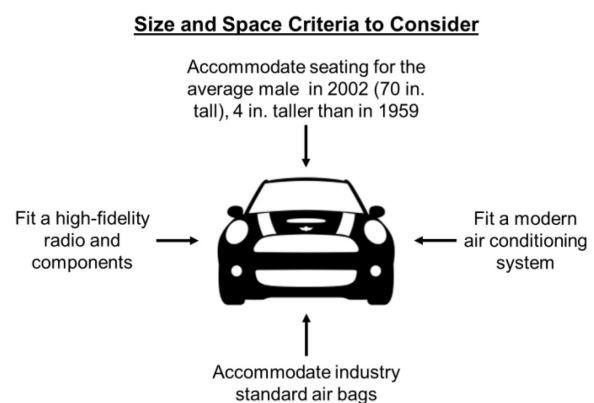 Size and Space Criteria to Consider
Accommodate seating for the
average male in 2002 (70 in.
tall), 4 in. taller than in 1959
Fit a high-fidelity
radio and
components
Fit a modern
air conditioning
system
Accommodate industry
standard air bags